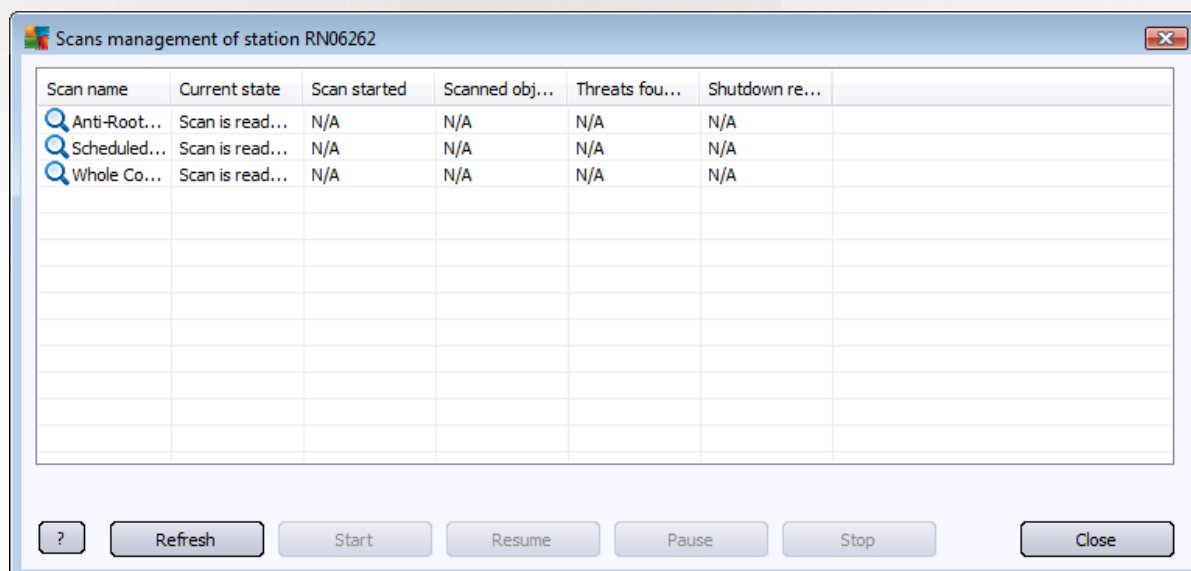 Scans management of station RN06262
Scan name Current state Scan started Scanned obj... Threats fou... Shutdown re...
Anti-Root... Scan is read... N/A N/A N/A N/A
Scheduled... Scan is read... N/A N/A N/A N/A
Whole Co... Scan is read... N/A N/A N/A N/A
? Refresh Start Resume Pause Stop Close